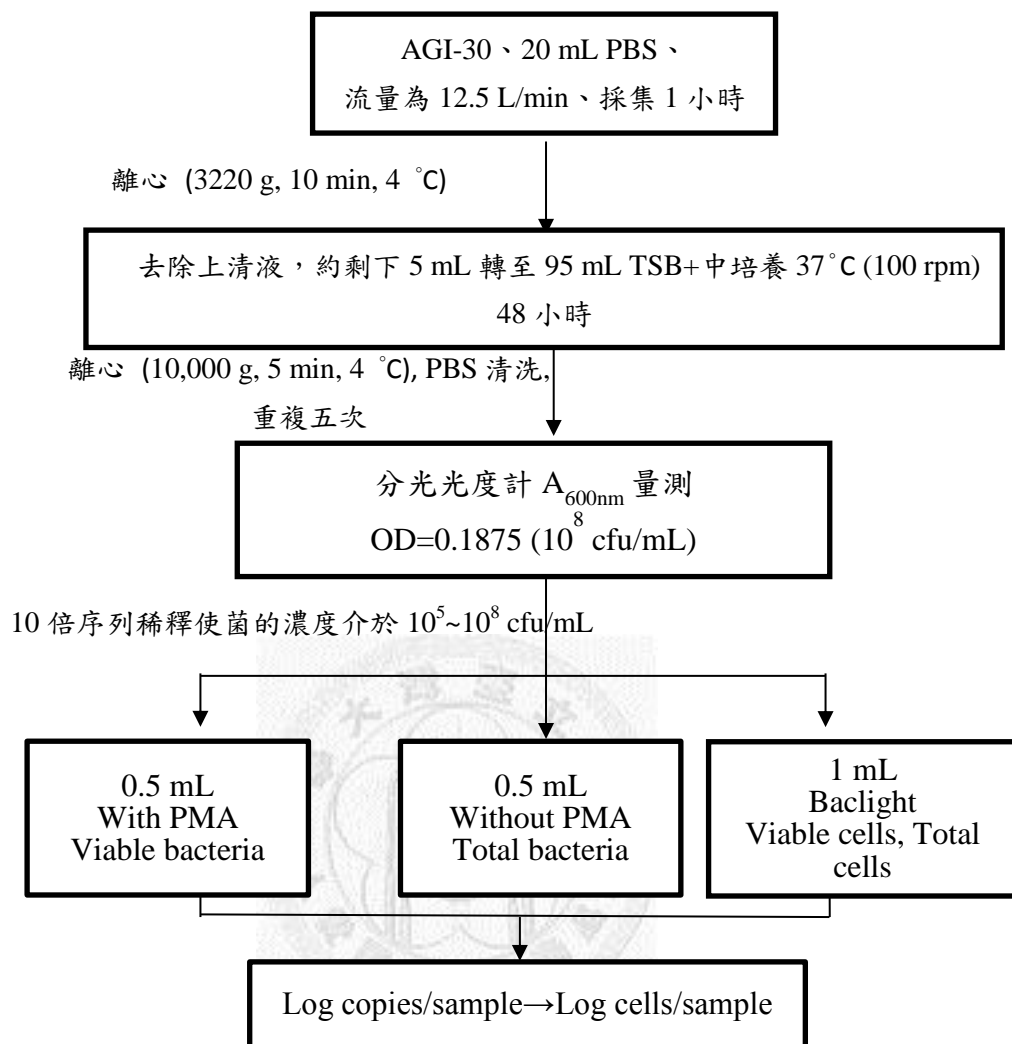 AGI-30、20 mL PBS、
流量為 12.5 L/min、採集 1 小時
離心 (3220 g, 10 min, 4 ˚C)
去除上清液，約剩下 5 mL 轉至 95 mL TSB+中培養 37˚C (100 rpm)
48 小時
離心 (10,000 g, 5 min, 4 ˚C), PBS 清洗,
重複五次
分光光度計 A600nm 量測
OD=0.1875 (10^8 cfu/mL)
10 倍序列稀釋使菌的濃度介於 10^5~10^8 cfu/mL
0.5 mL
With PMA
Viable bacteria
0.5 mL
Without PMA
Total bacteria
1 mL
Baclight
Viable cells, Total
cells
Log copies/sample→Log cells/sample